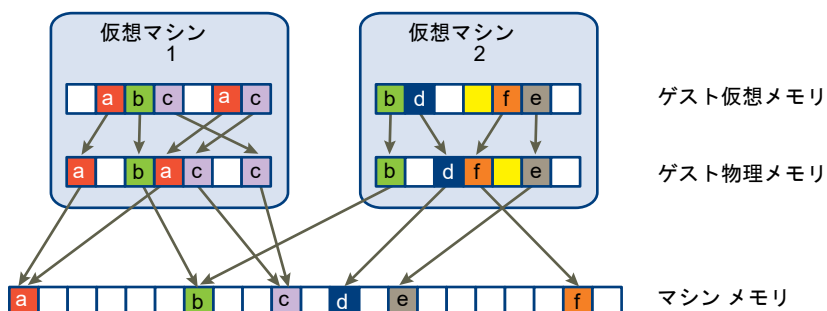 仮想マシン
1
仮想マシン
2
a b c a c
b d f e
ゲスト仮想メモリ
a b a c c
b d f e
ゲスト物理メモリ
a b c d e f
マシン メモリ